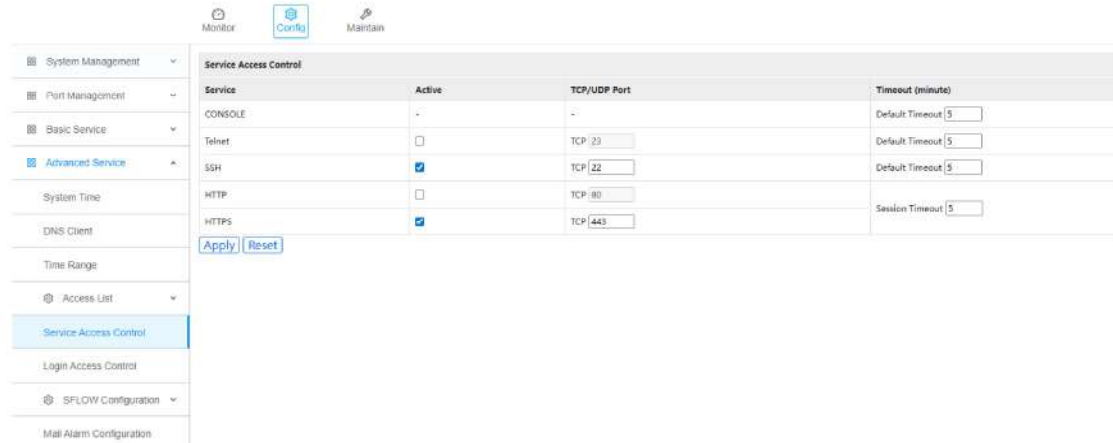 Monitor
Config
Maintain
System Management
Port Management
Basic Service
Advanced Service
System Time
DNS Client
Time Range
Access List
Service Access Control
Login Access Control
SFLOW Configuration
Mail Alarm Configuration
Service Access Control
Service Active TCP/UDP Port Timeout (minute)
CONSOLE - - Default Timeout 5
Telnet TCP 23 Default Timeout 5
SSH TCP 22 Default Timeout 5
HTTP TCP 80
Session Timeout 5
HTTPS TCP 443
Apply Reset